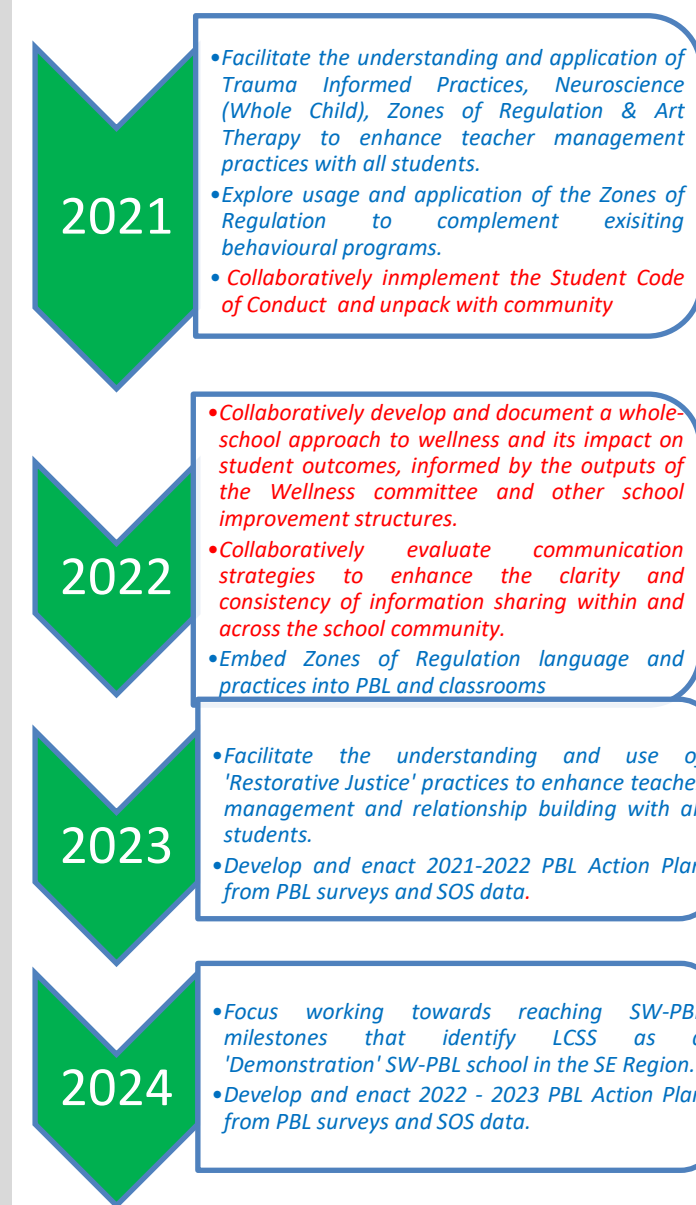 2021
•Facilitate the understanding and application of
Trauma Informed Practices, Neuroscience
(Whole Child), Zones of Regulation & Art
Therapy to enhance teacher management
practices with all students.
•Explore usage and application of the Zones of
Regulation to complement exisiting
behavioural programs.
• Collaboratively inmplement the Student Code
of Conduct and unpack with community
2022
•Collaboratively develop and document a whole-
school approach to wellness and its impact on
student outcomes, informed by the outputs of
the Wellness committee and other school
improvement structures.
•Collaboratively evaluate communication
strategies to enhance the clarity and
consistency of information sharing within and
across the school community.
•Embed Zones of Regulation language and
practices into PBL and classrooms
2023
•Facilitate the understanding and use of
'Restorative Justice' practices to enhance teacher
management and relationship building with all
students.
•Develop and enact 2021-2022 PBL Action Plan
from PBL surveys and SOS data.
2024
•Focus working towards reaching SW-PBL
milestones that identify LCSS as a
'Demonstration' SW-PBL school in the SE Region.
•Develop and enact 2022 - 2023 PBL Action Plan
from PBL surveys and SOS data.